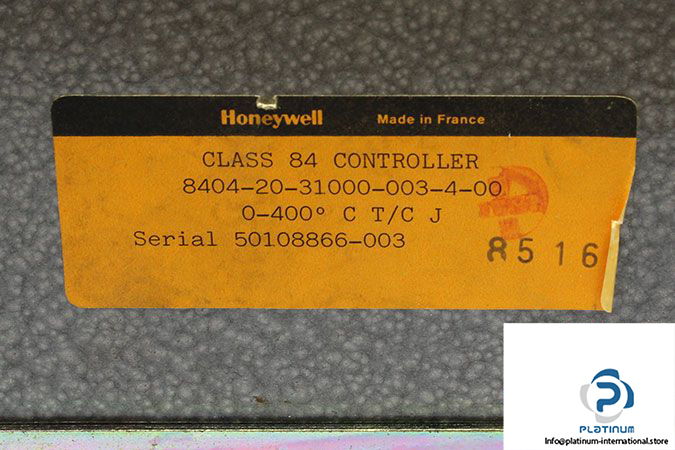 Honeywell Made in France
CLASS 84 CONTROLLER
8404-20-31000-003-4-00
0-400° C T/C J
Serial 50108866-003
8516
PLATINUM
Info@platinum-international.store